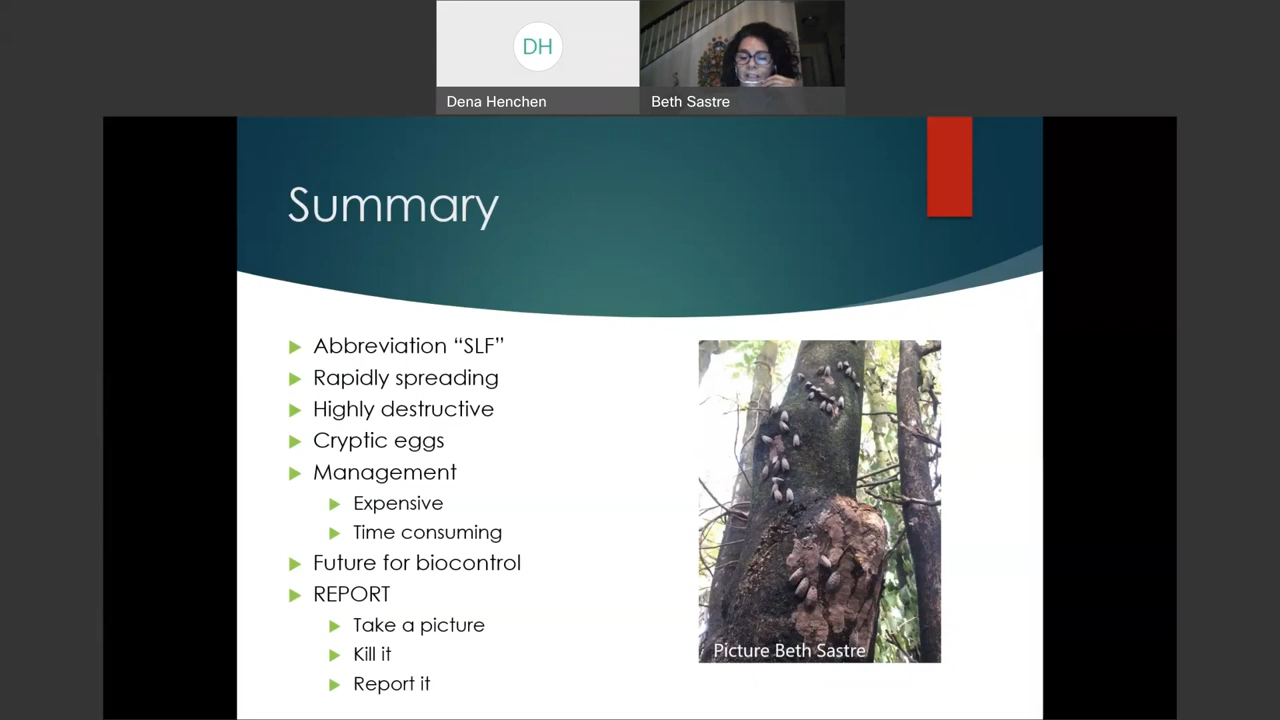 DH
Dena Henchen
Beth Sastre
Summary
Abbreviation “SLF”
Rapidly spreading
Highly destructive
Cryptic eggs
Management
Expensive
Time consuming
Future for biocontrol
REPORT
Take a picture
Kill it
Report it
Picture Beth Sastre